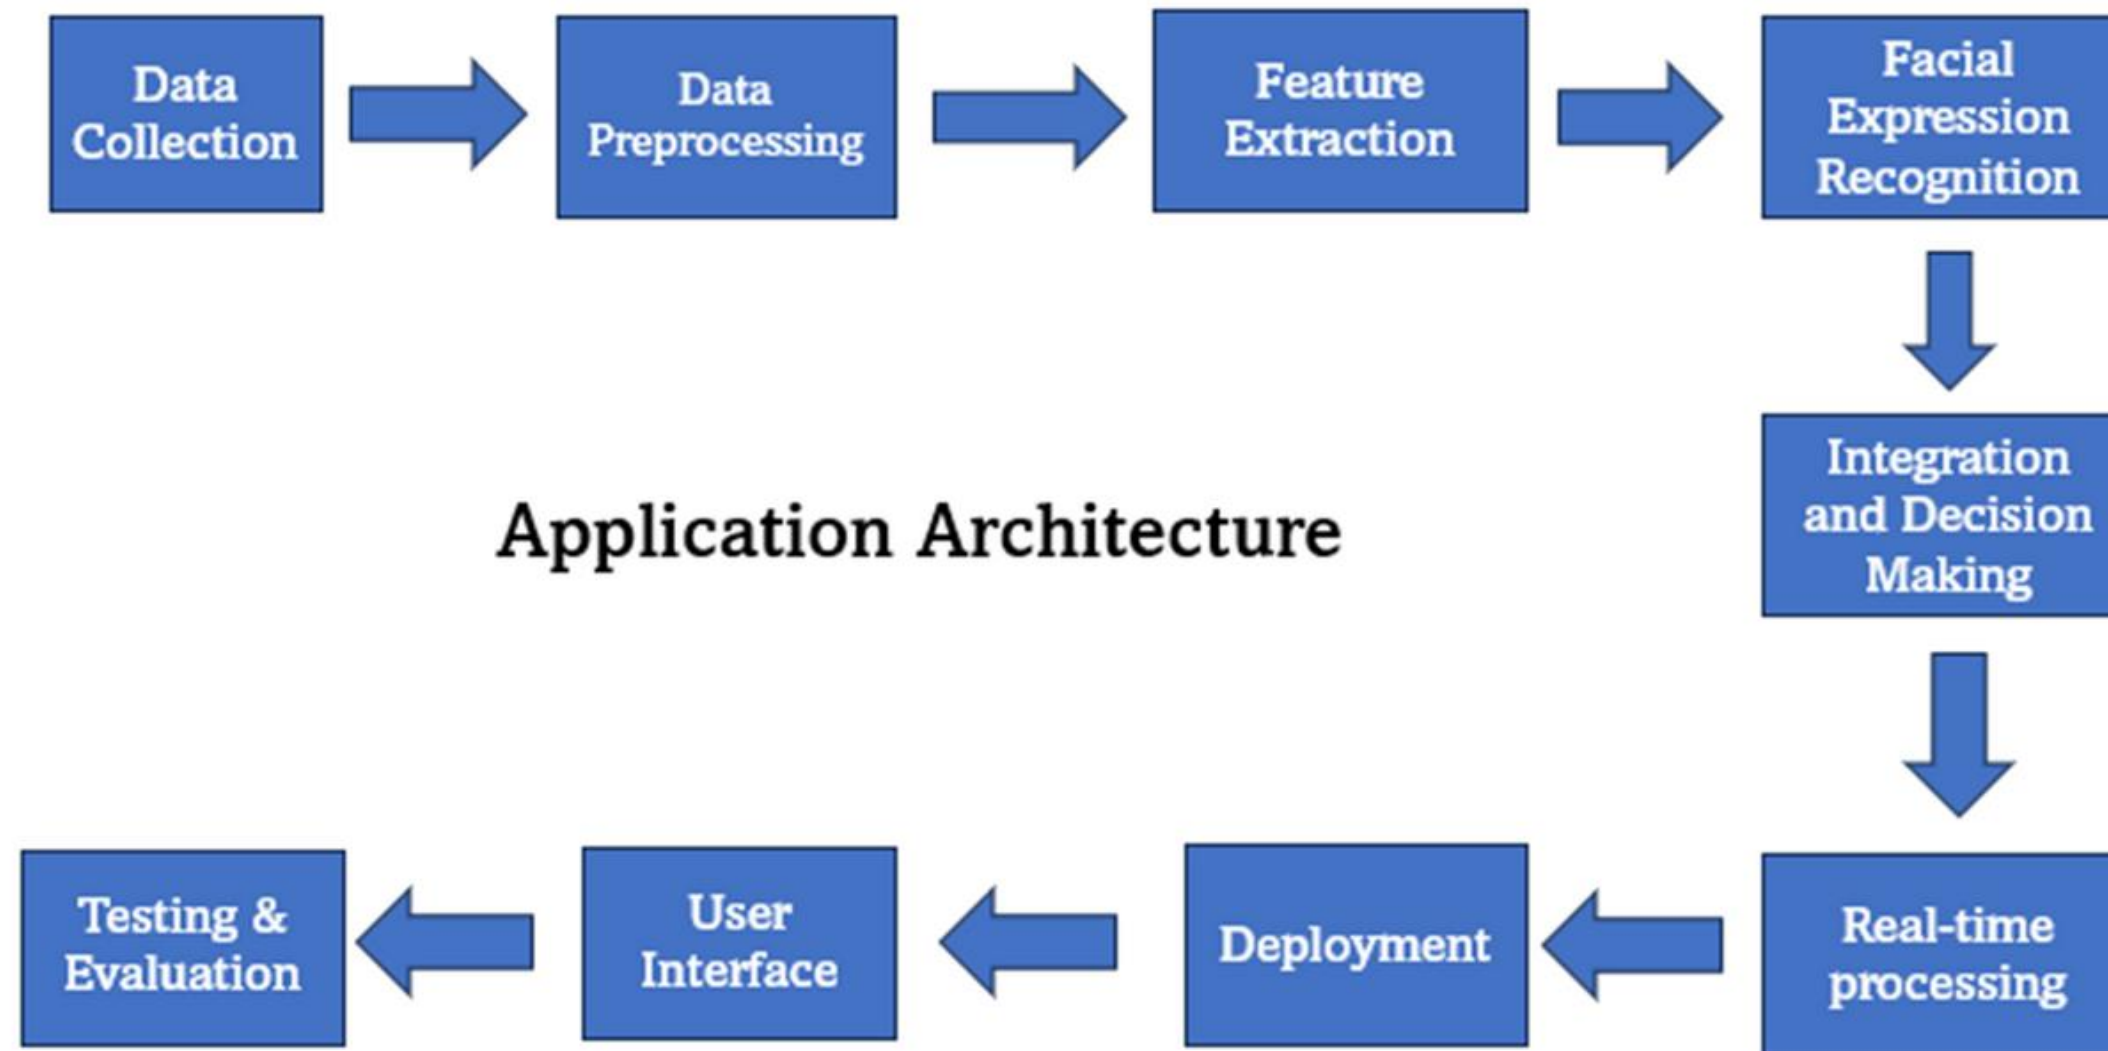 Data
Collection
Data
Preprocessing
Feature
Extraction
Facial
Expression
Recognition
Integration
and Decision
Making
Application Architecture
Real-time
processing
Deployment
User
Interface
Testing &
Evaluation